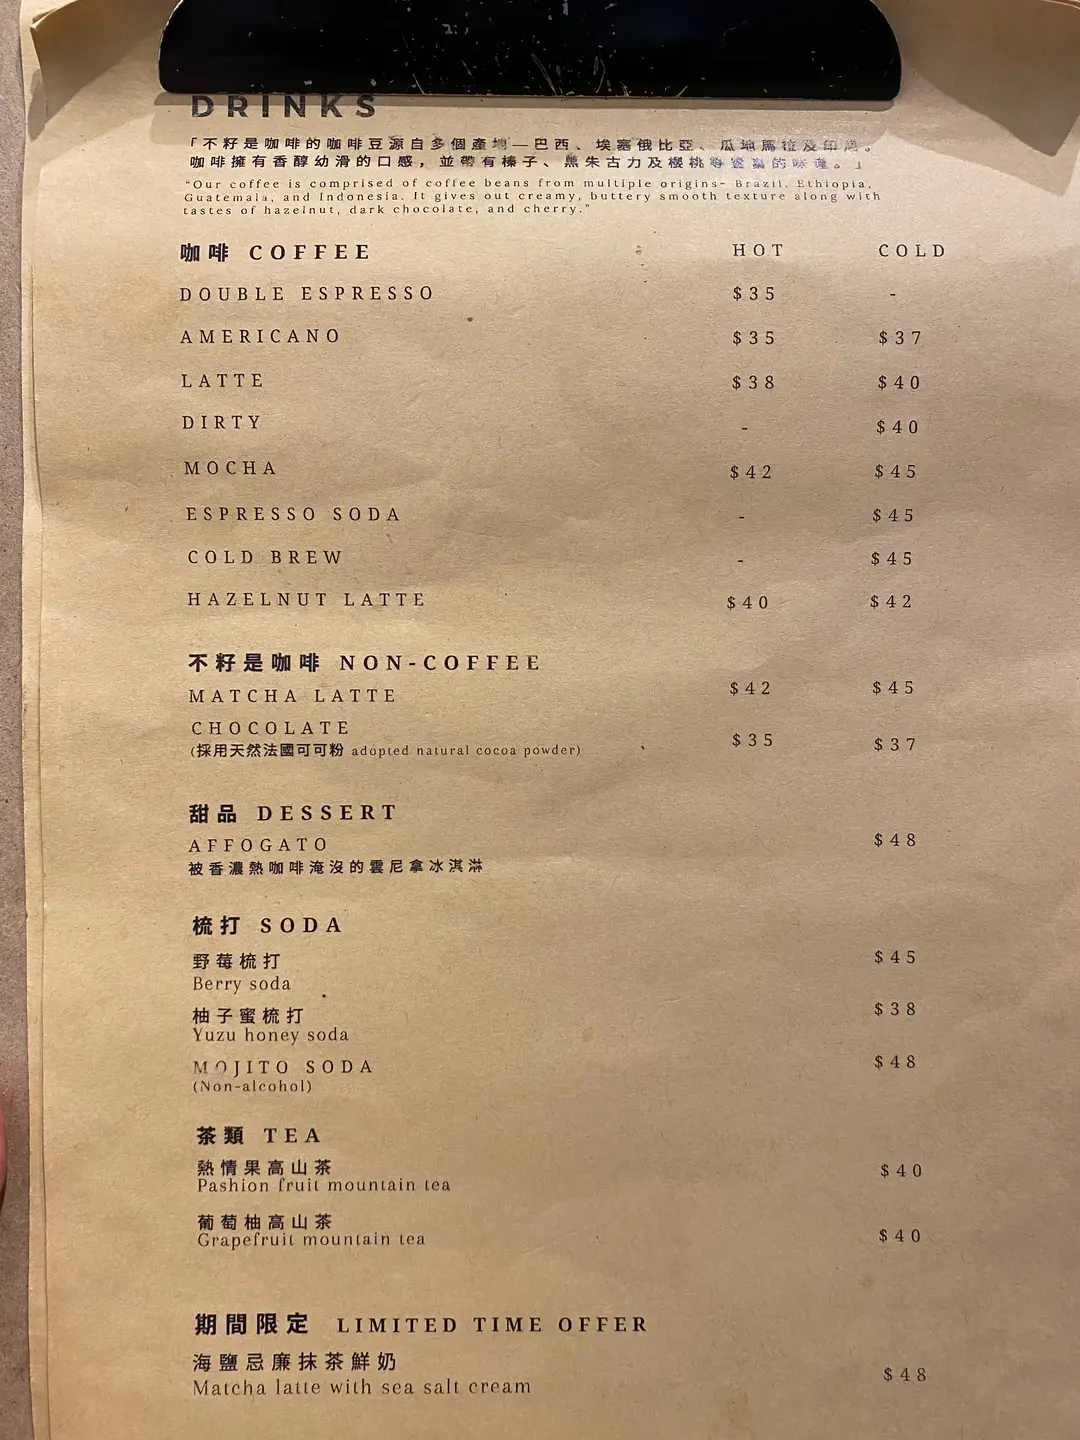 DRINKS
「不籽是咖啡的咖啡豆源自多個產地—巴西、埃塞俄比亞、瓜地馬拉及印尼。
咖啡擁有香醇幼滑的口感，並帶有榛子、黑朱古力及櫻桃等豐富的味道。」
"Our coffee is comprised of coffee beans from multiple origins- Brazil, Ethiopia,
Guatemala, and Indonesia. It gives out creamy, buttery smooth texture along with
tastes of hazelnut, dark chocolate, and cherry."
咖啡 COFFEE HOT COLD
DOUBLE ESPRESSO $35 -
AMERICANO $35 $37
LATTE $38 $40
DIRTY - $40
MOCHA $42 $45
ESPRESSO SODA - $45
COLD BREW - $45
HAZELNUT LATTE $40 $42
不籽是咖啡 NON-COFFEE
MATCHA LATTE $42 $45
CHOCOLATE $35 $37
(採用天然法國可可粉 adopted natural cocoa powder)
甜品 DESSERT
AFFOGATO $48
被香濃熱咖啡淹沒的雲尼拿冰淇淋
梳打 SODA
野莓梳打 $45
Berry soda
柚子蜜梳打 $38
Yuzu honey soda
MOJITO SODA $48
(Non-alcohol)
茶類 TEA
熱情果高山茶 $40
Pashion fruit mountain tea
葡萄柚高山茶 $40
Grapefruit mountain tea
期間限定 LIMITED TIME OFFER
海鹽忌廉抹茶鮮奶 $48
Matcha latte with sea salt cream